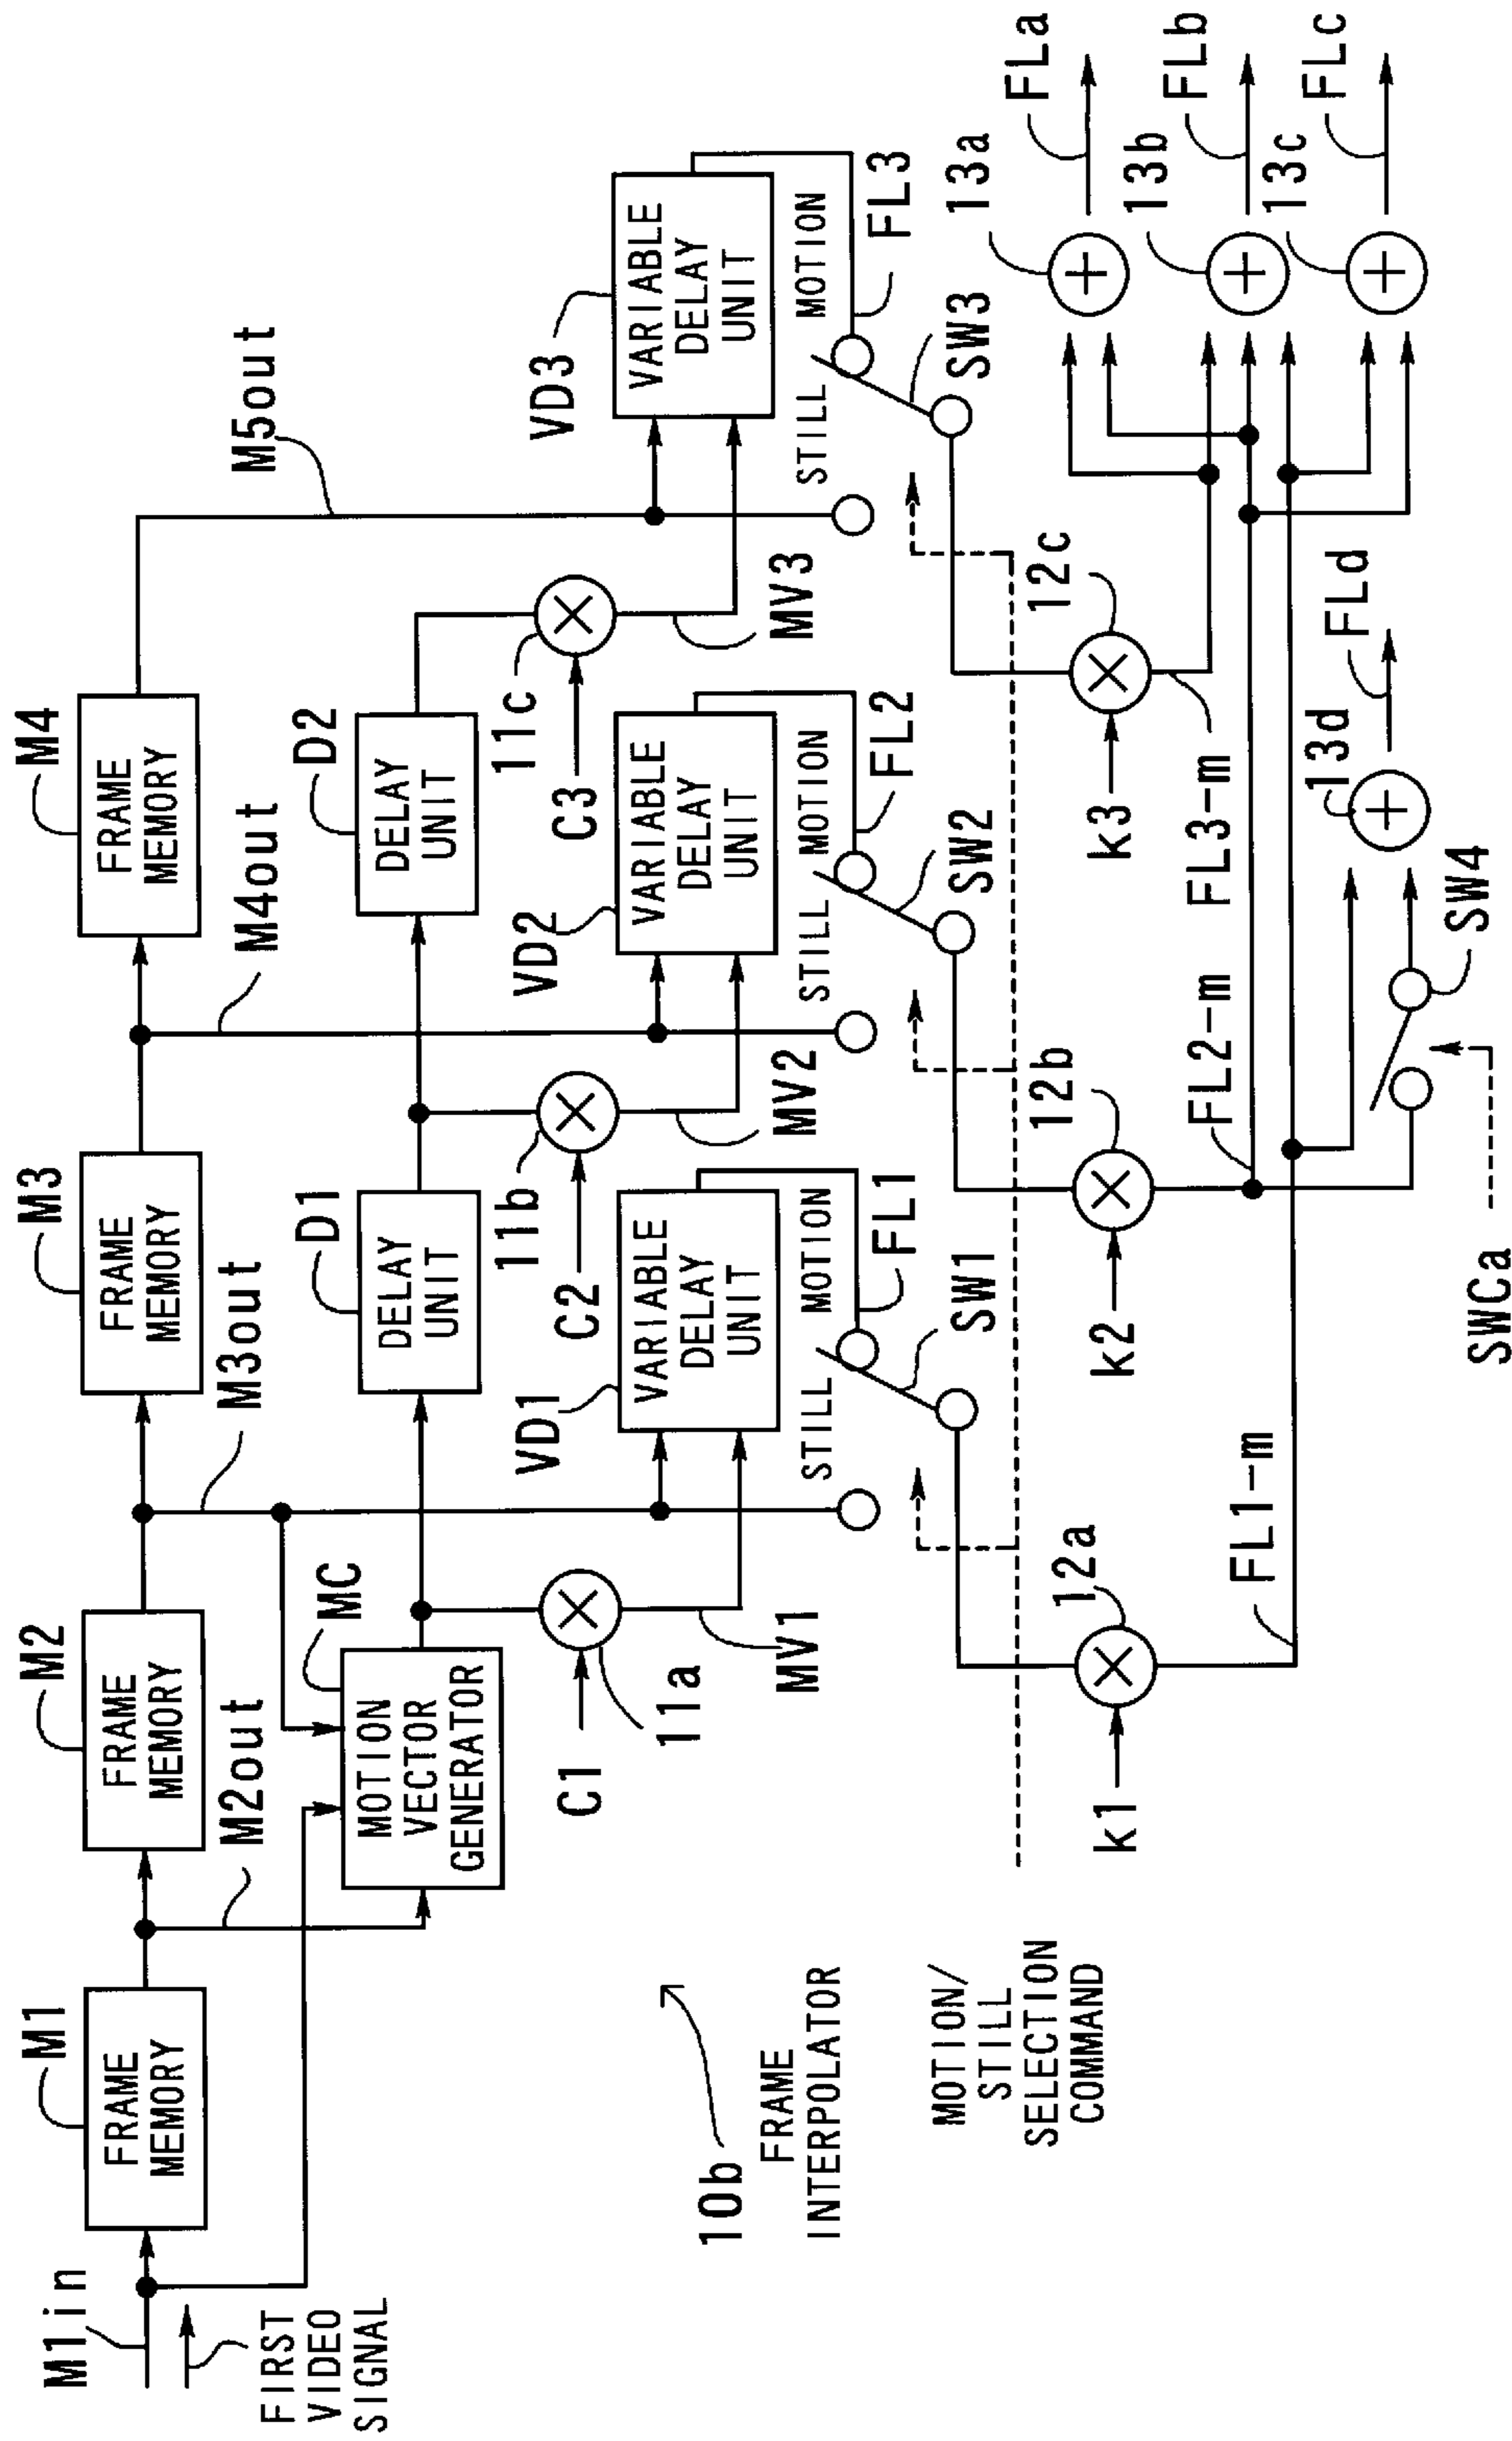 M1in
FIRST
VIDEO
SIGNAL
M1
FRAME
MEMORY
M2out
M2
FRAME
MEMORY
M3out
M3
FRAME
MEMORY
M4out
M4
FRAME
MEMORY
M5out
MC
MOTION
VECTOR
GENERATOR
D1
DELAY
UNIT
D2
DELAY
UNIT
C1
11a
MV1
C2
11b
MV2
C3
11c
MV3
VD1
VARIABLE
DELAY
UNIT
VD2
VARIABLE
DELAY
UNIT
VD3
VARIABLE
DELAY
UNIT
STILL
MOTION
FL1
SW1
STILL
MOTION
FL2
SW2
STILL
MOTION
FL3
SW3
10b
FRAME
INTERPOLATOR
MOTION/
STILL
SELECTION
COMMAND
k1
12a
FL1-m
k2
12b
FL2-m
k3
12c
FL3-m
SWCa
SW4
13d
FLd
13a
FLa
13b
FLb
13c
FLc